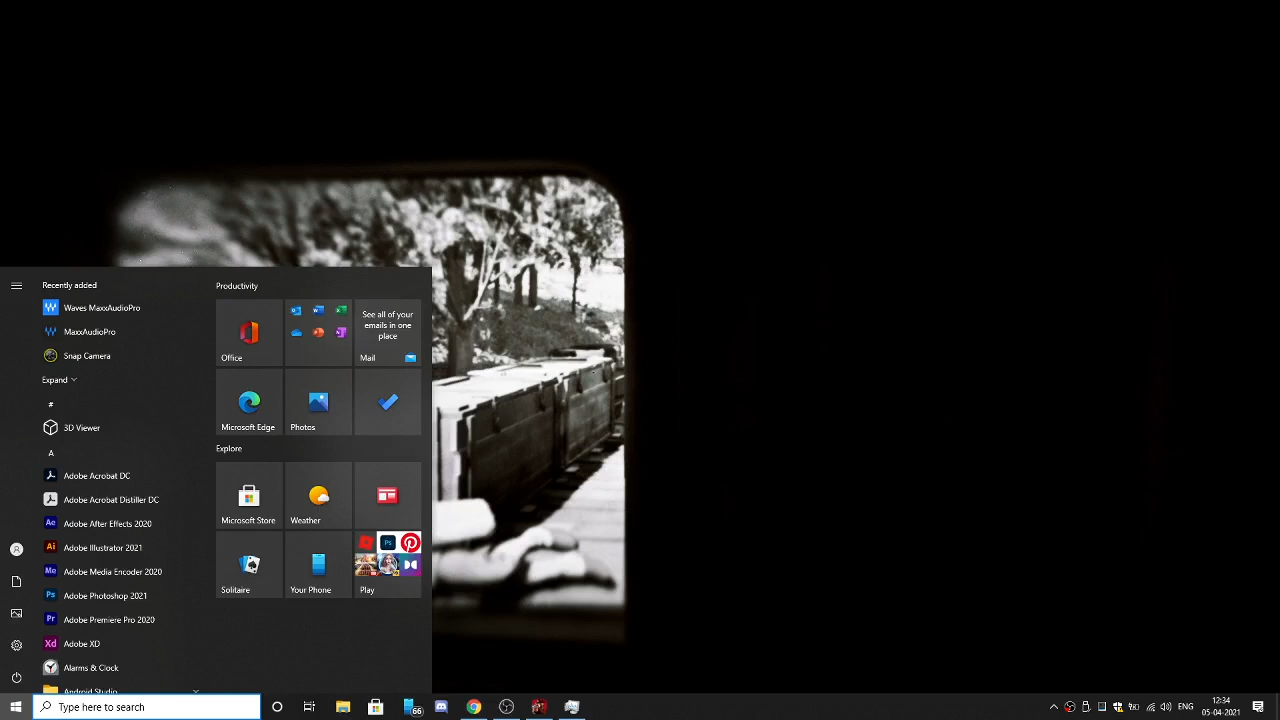 Recently added
Waves MaxxAudioPro
MaxxAudioPro
Snap Camera
Expand
#
3D Viewer
A
Adobe Acrobat DC
Adobe Acrobat Distiller DC
Adobe After Effects 2020
Adobe Illustrator 2021
Adobe Media Encoder 2020
Adobe Photoshop 2021
Adobe Premiere Pro 2020
Adobe XD
Alarms & Clock
Android Studio
Productivity
Office
See all of your
emails in one
place
Mail
Microsoft Edge
Photos
Explore
Microsoft Store
Weather
Solitaire
Your Phone
Play
Type here to search
66
ENG
12:34
05-04-2021